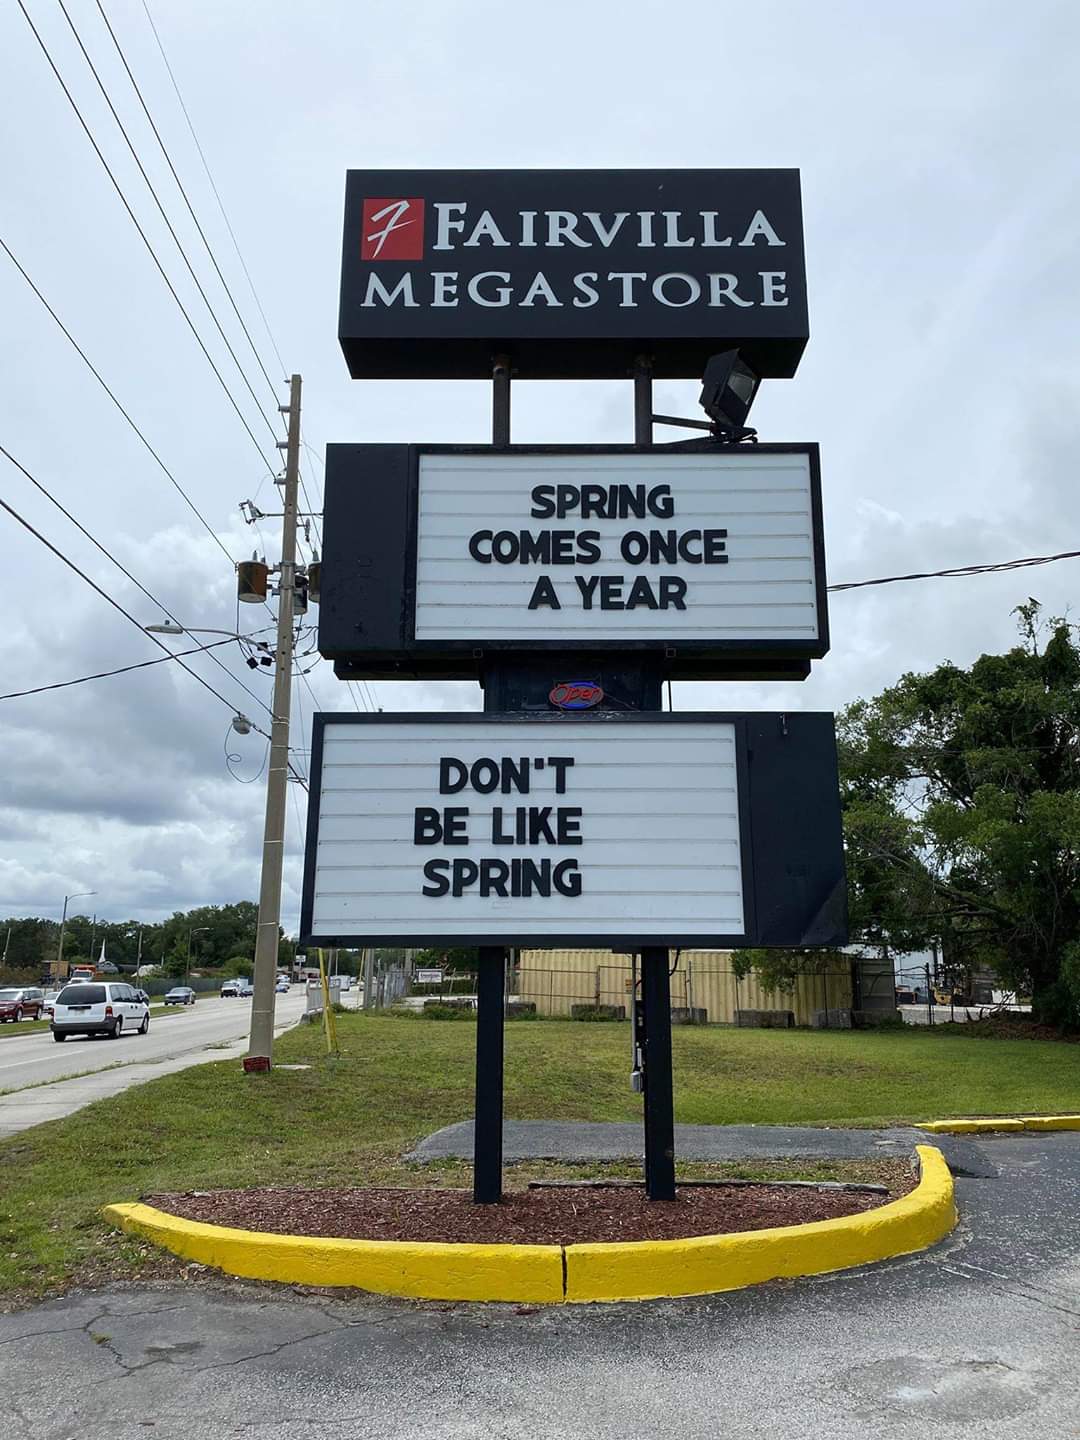 F FAIRVILLA
MEGASTORE
SPRING
COMES ONCE
A YEAR
Open
DON'T
BE LIKE
SPRING